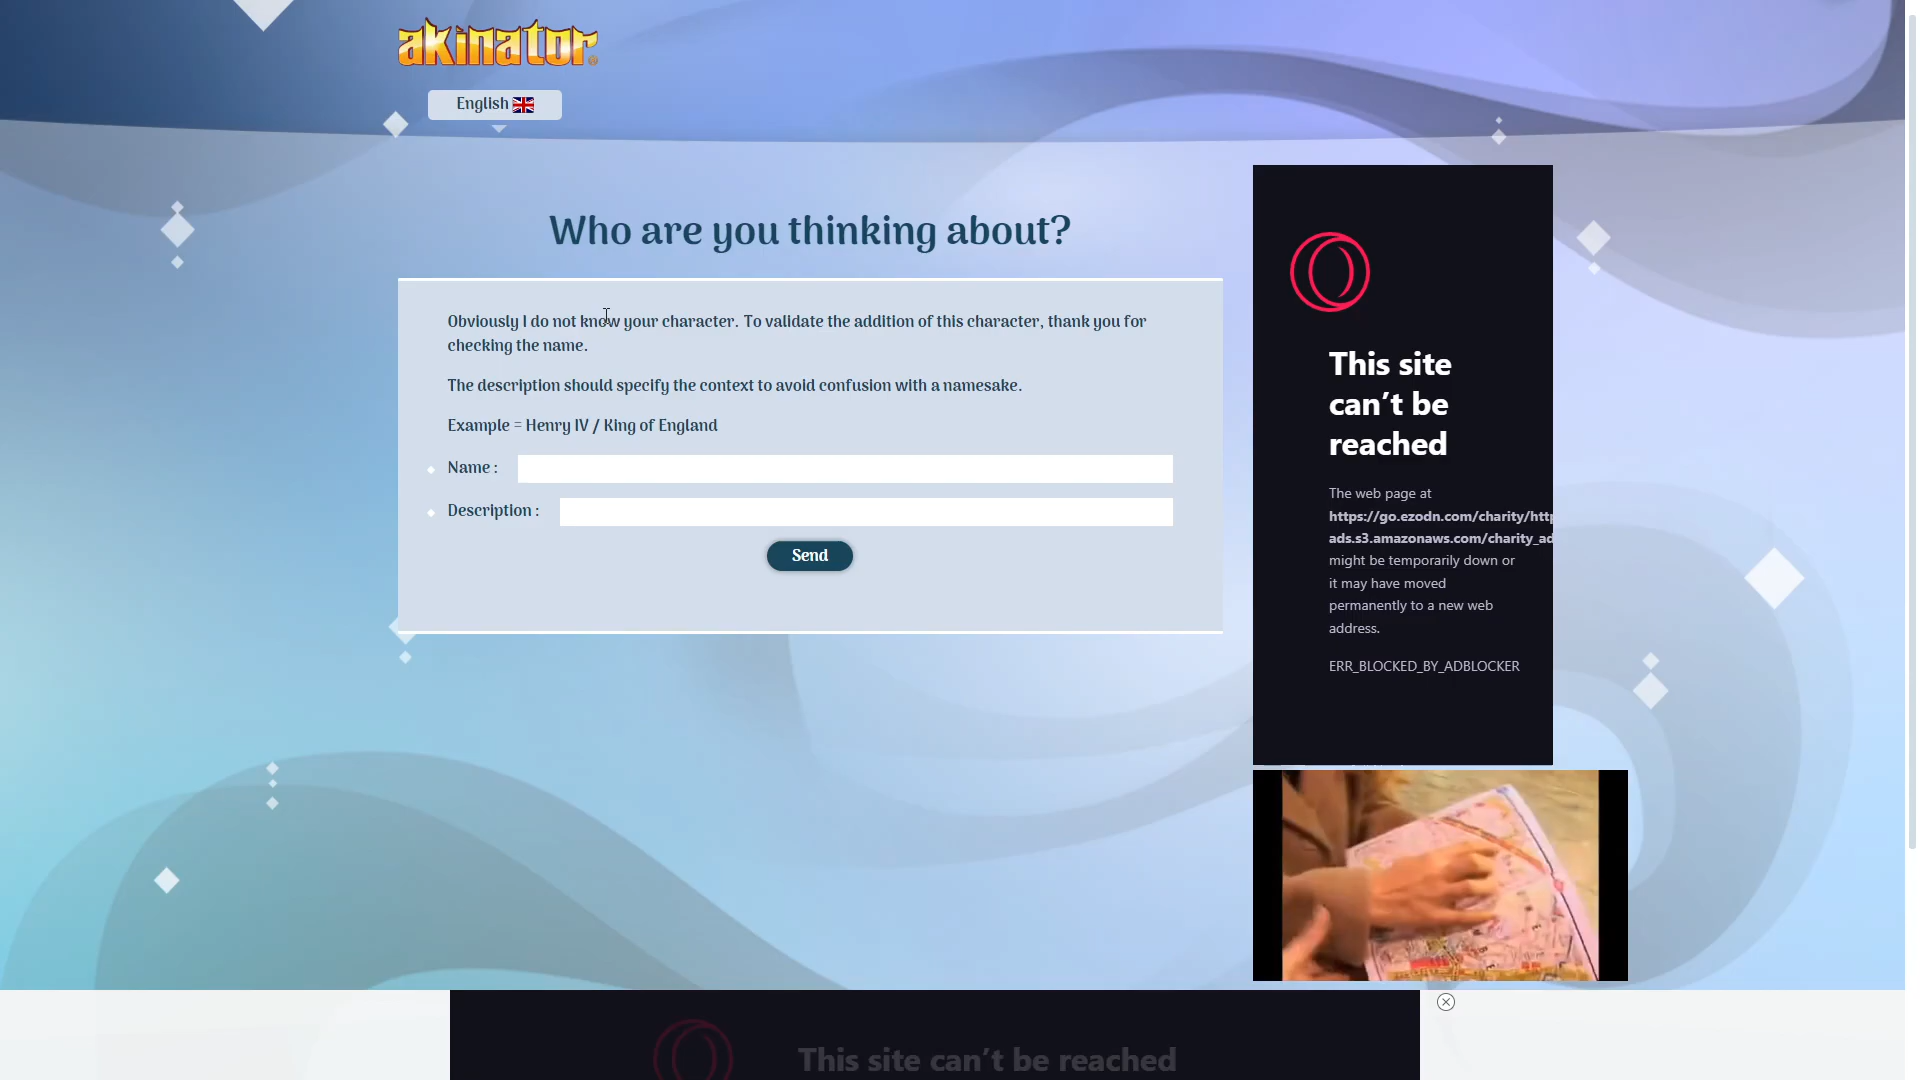 akinator
English
Who are you thinking about?
Obviously I do not know your character. To validate the addition of this character, thank you for
checking the name.
The description should specify the context to avoid confusion with a namesake.
Example = Henry IV / King of England
Name :
Description :
Send
This site
can’t be
reached
The web page at
https://go.ezodn.com/charity/http
ads.s3.amazonaws.com/charity_ad
might be temporarily down or
it may have moved
permanently to a new web
address.
ERR_BLOCKED_BY_ADBLOCKER
This site can’t be reached